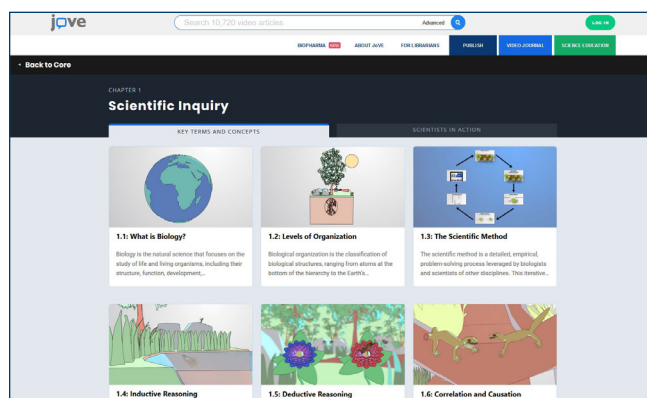 jove
Search 10,720 video articles
Advanced
LOG IN
BIOPHARMA NEW ABOUT JoVE FOR LIBRARIANS PUBLISH VIDEO JOURNAL SCIENCE EDUCATION
Back to Core
CHAPTER 1
Scientific Inquiry
KEY TERMS AND CONCEPTS
SCIENTISTS IN ACTION
1.1: What is Biology?
Biology is the natural science that focuses on the
study of life and living organisms, including their
structure, function, development,...
1.2: Levels of Organization
Biological organization is the classification of
biological structures, ranging from atoms at the
bottom of the hierarchy to the Earth's...
1.3: The Scientific Method
The scientific method is a detailed, empirical,
problem-solving process leveraged by biologists
and scientists of other disciplines. This iterative...
1.4: Inductive Reasoning
1.5: Deductive Reasoning
1.6: Correlation and Causation